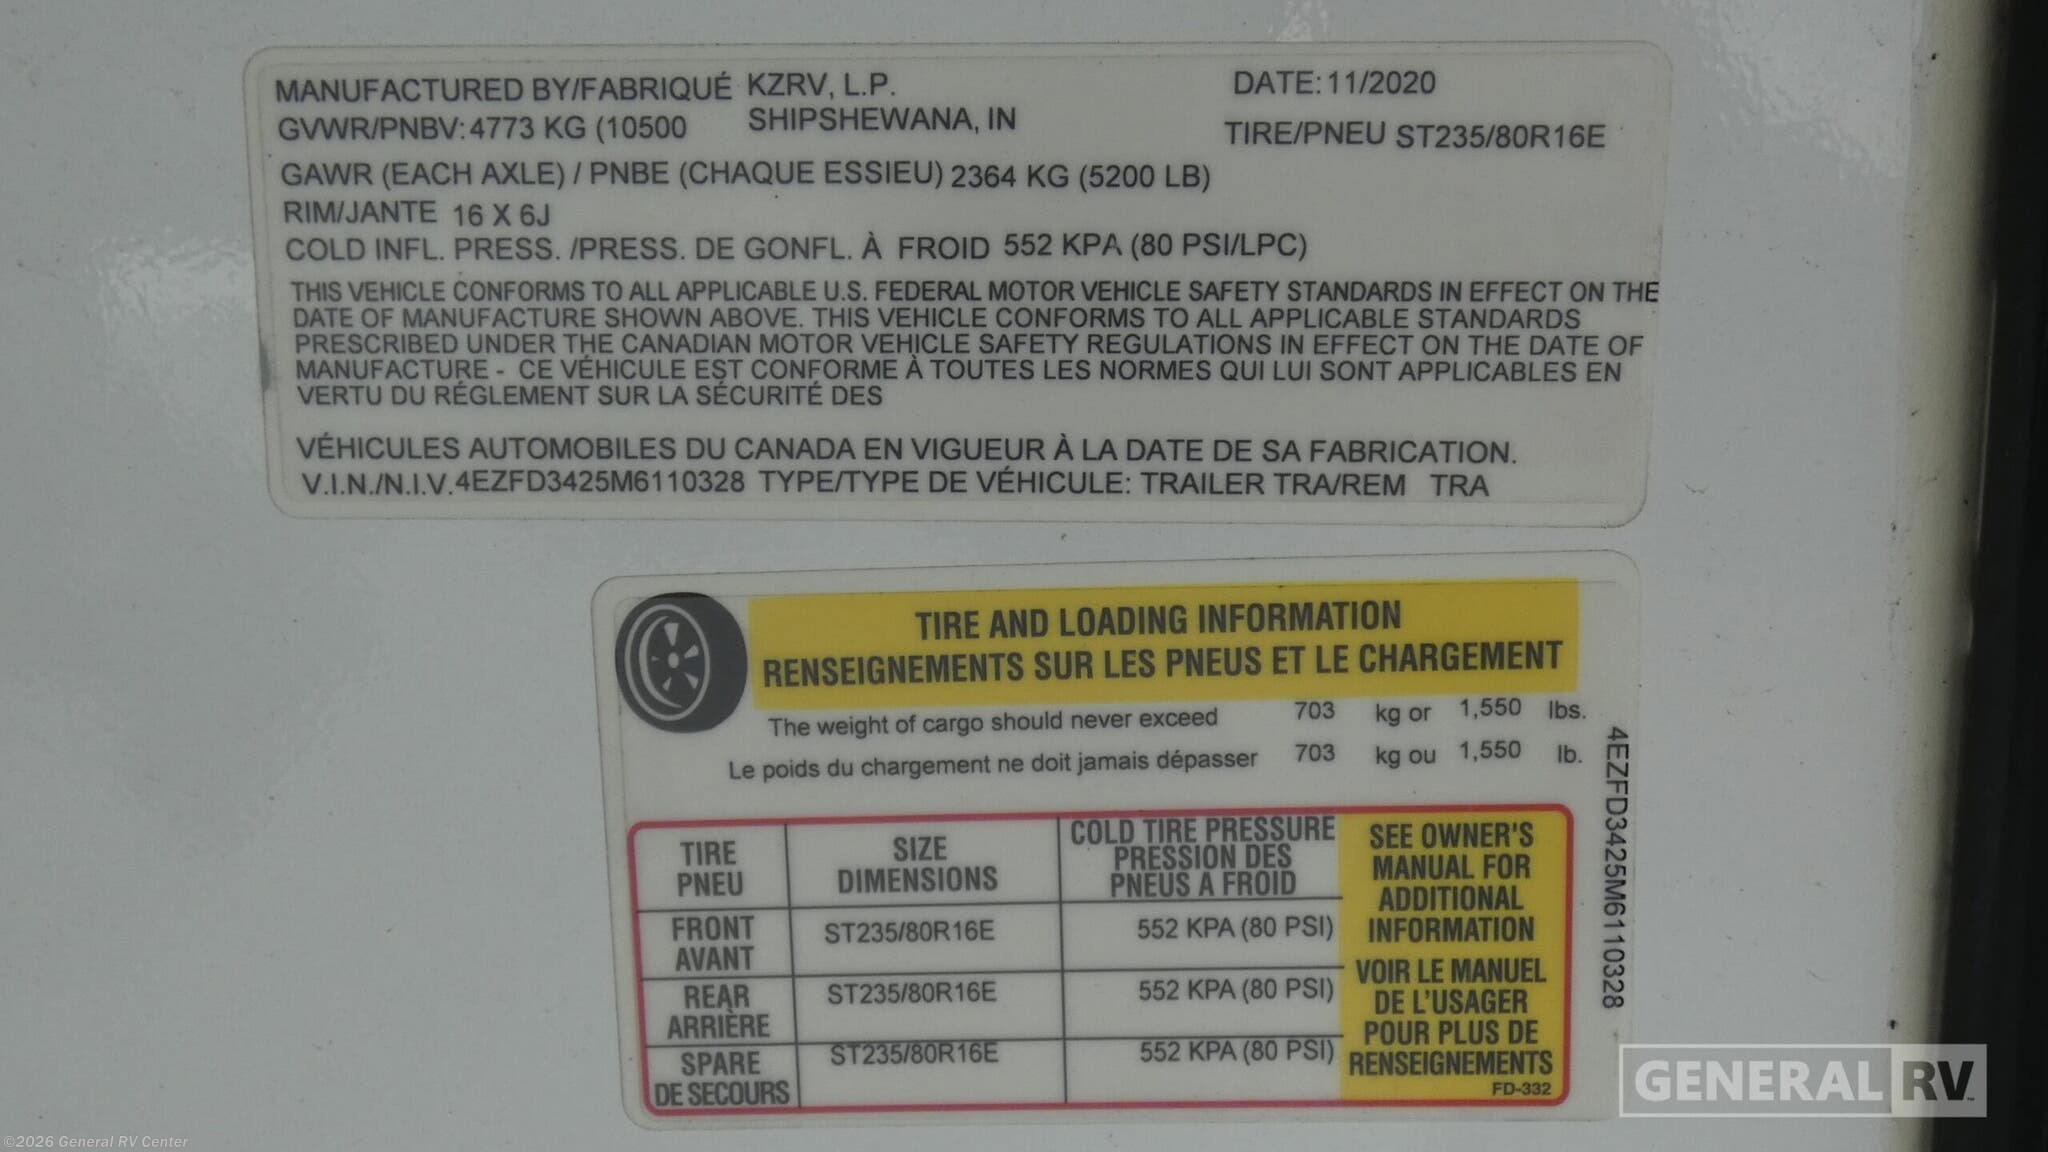 MANUFACTURED BY/FABRIQUÉ KZRV, L.P. DATE: 11/2020
GVWR/PNBV: 4773 KG (10500 SHIPSHEWANA, IN TIRE/PNEU ST235/80R16E
GAWR (EACH AXLE) / PNBE (CHAQUE ESSIEU) 2364 KG (5200 LB)
RIM/JANTE 16 X 6J
COLD INFL. PRESS. /PRESS. DE GONFL. À FROID 552 KPA (80 PSI/LPC)
THIS VEHICLE CONFORMS TO ALL APPLICABLE U.S. FEDERAL MOTOR VEHICLE SAFETY STANDARDS IN EFFECT ON THE
DATE OF MANUFACTURE SHOWN ABOVE. THIS VEHICLE CONFORMS TO ALL APPLICABLE STANDARDS
PRESCRIBED UNDER THE CANADIAN MOTOR VEHICLE SAFETY REGULATIONS IN EFFECT ON THE DATE OF
MANUFACTURE - CE VÉHICULE EST CONFORME À TOUTES LES NORMES QUI LUI SONT APPLICABLES EN
VERTU DU RÉGLEMENT SUR LA SÉCURITÉ DES
VÉHICULES AUTOMOBILES DU CANADA EN VIGUEUR À LA DATE DE SA FABRICATION.
V.I.N./N.I.V. 4EZFD3425M6110328 TYPE/TYPE DE VÉHICULE: TRAILER TRA/REM TRA
TIRE AND LOADING INFORMATION
RENSEIGNEMENTS SUR LES PNEUS ET LE CHARGEMENT
The weight of cargo should never exceed 703 kg or 1,550 lbs.
Le poids du chargement ne doit jamais dépasser 703 kg ou 1,550 lb.
4EZFD3425M6110328
TIRE
PNEU
SIZE
DIMENSIONS
COLD TIRE PRESSURE
PRESSION DES
PNEUS A FROID
FRONT
AVANT
ST235/80R16E
552 KPA (80 PSI)
REAR
ARRIÈRE
ST235/80R16E
552 KPA (80 PSI)
SPARE
DE SECOURS
ST235/80R16E
552 KPA (80 PSI)
SEE OWNER'S
MANUAL FOR
ADDITIONAL
INFORMATION
VOIR LE MANUEL
DE L'USAGER
POUR PLUS DE
RENSEIGNEMENTS
FD-332
GENERAL RV
©2026 General RV Center